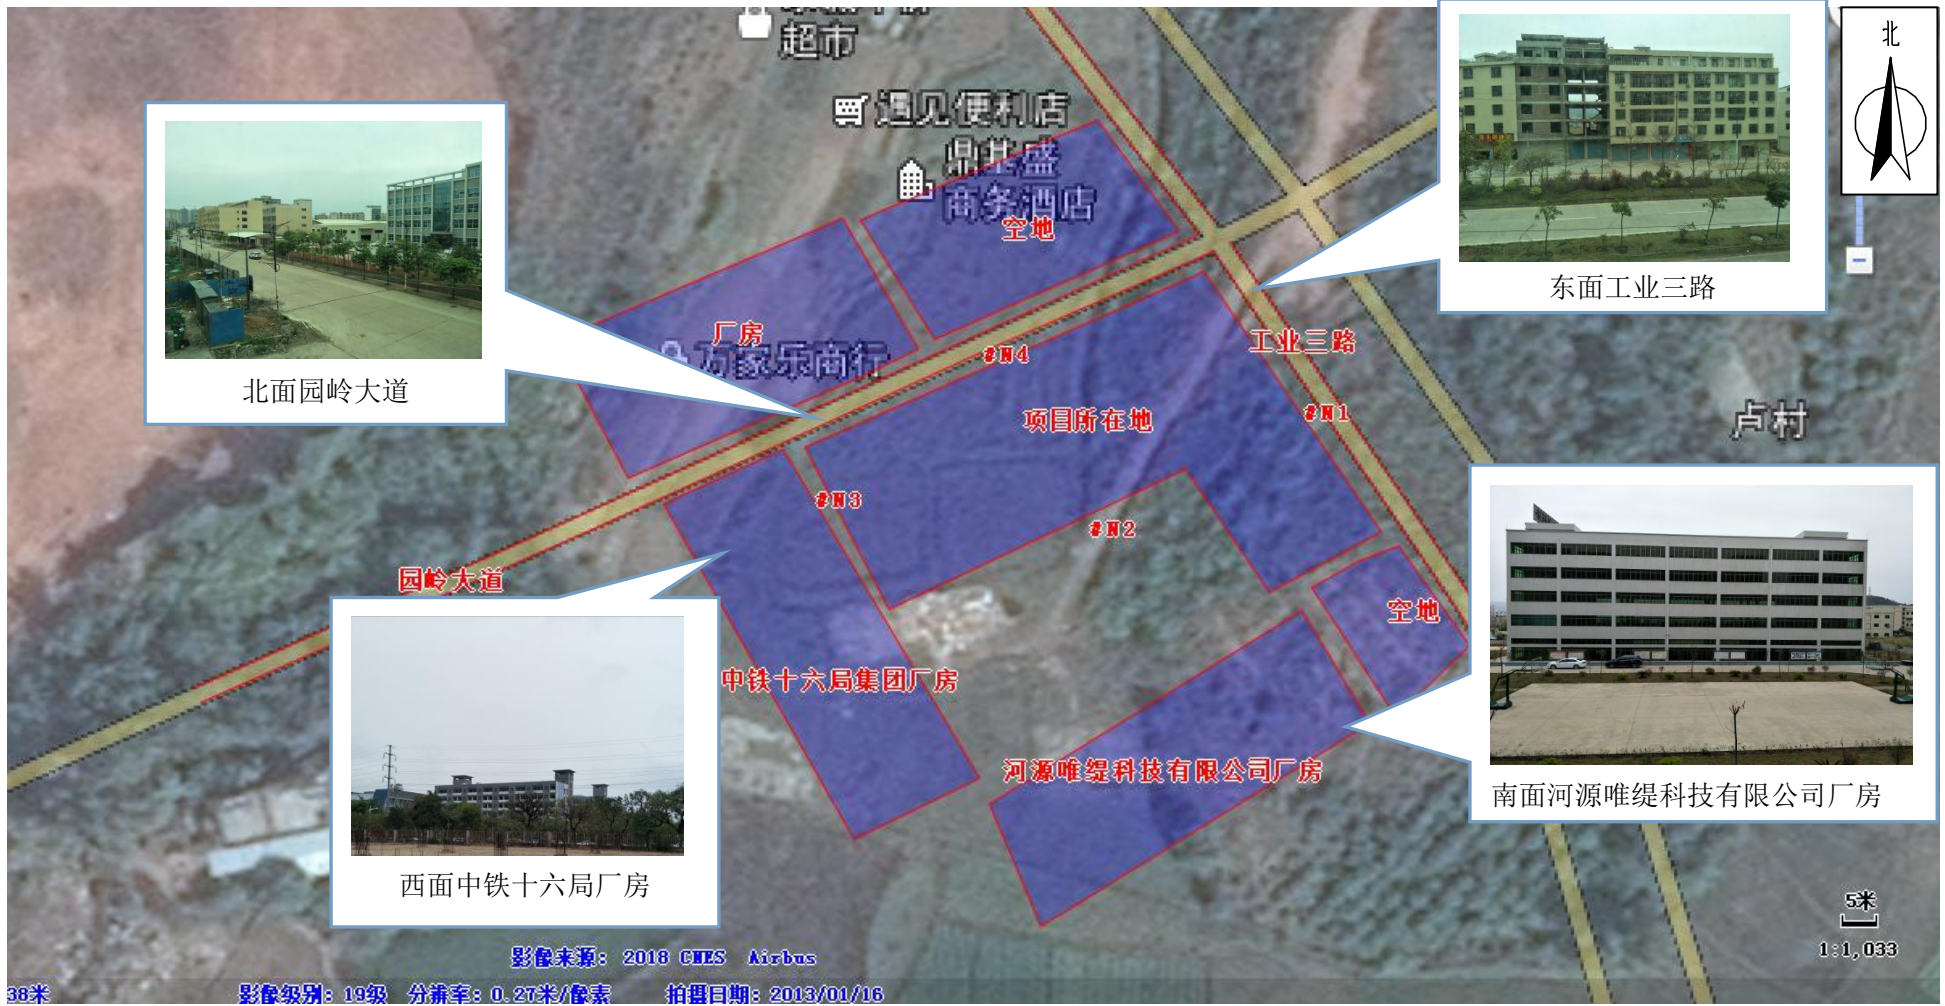 超市
北
遇见便利店
鼎基盛
商务酒店
空地
东面工业三路
厂房
万家乐商行
#N4
工业三路
北面园岭大道
#N1
项目所在地
卢村
#N3
#N2
园岭大道
空地
中铁十六局集团厂房
河源唯缇科技有限公司厂房
南面河源唯缇科技有限公司厂房
西面中铁十六局厂房
5米
1:1,033
影像来源: 2018 CNES Airbus
38米 影像级别: 19级 分辨率: 0.27米/像素 拍摄日期: 2013/01/16